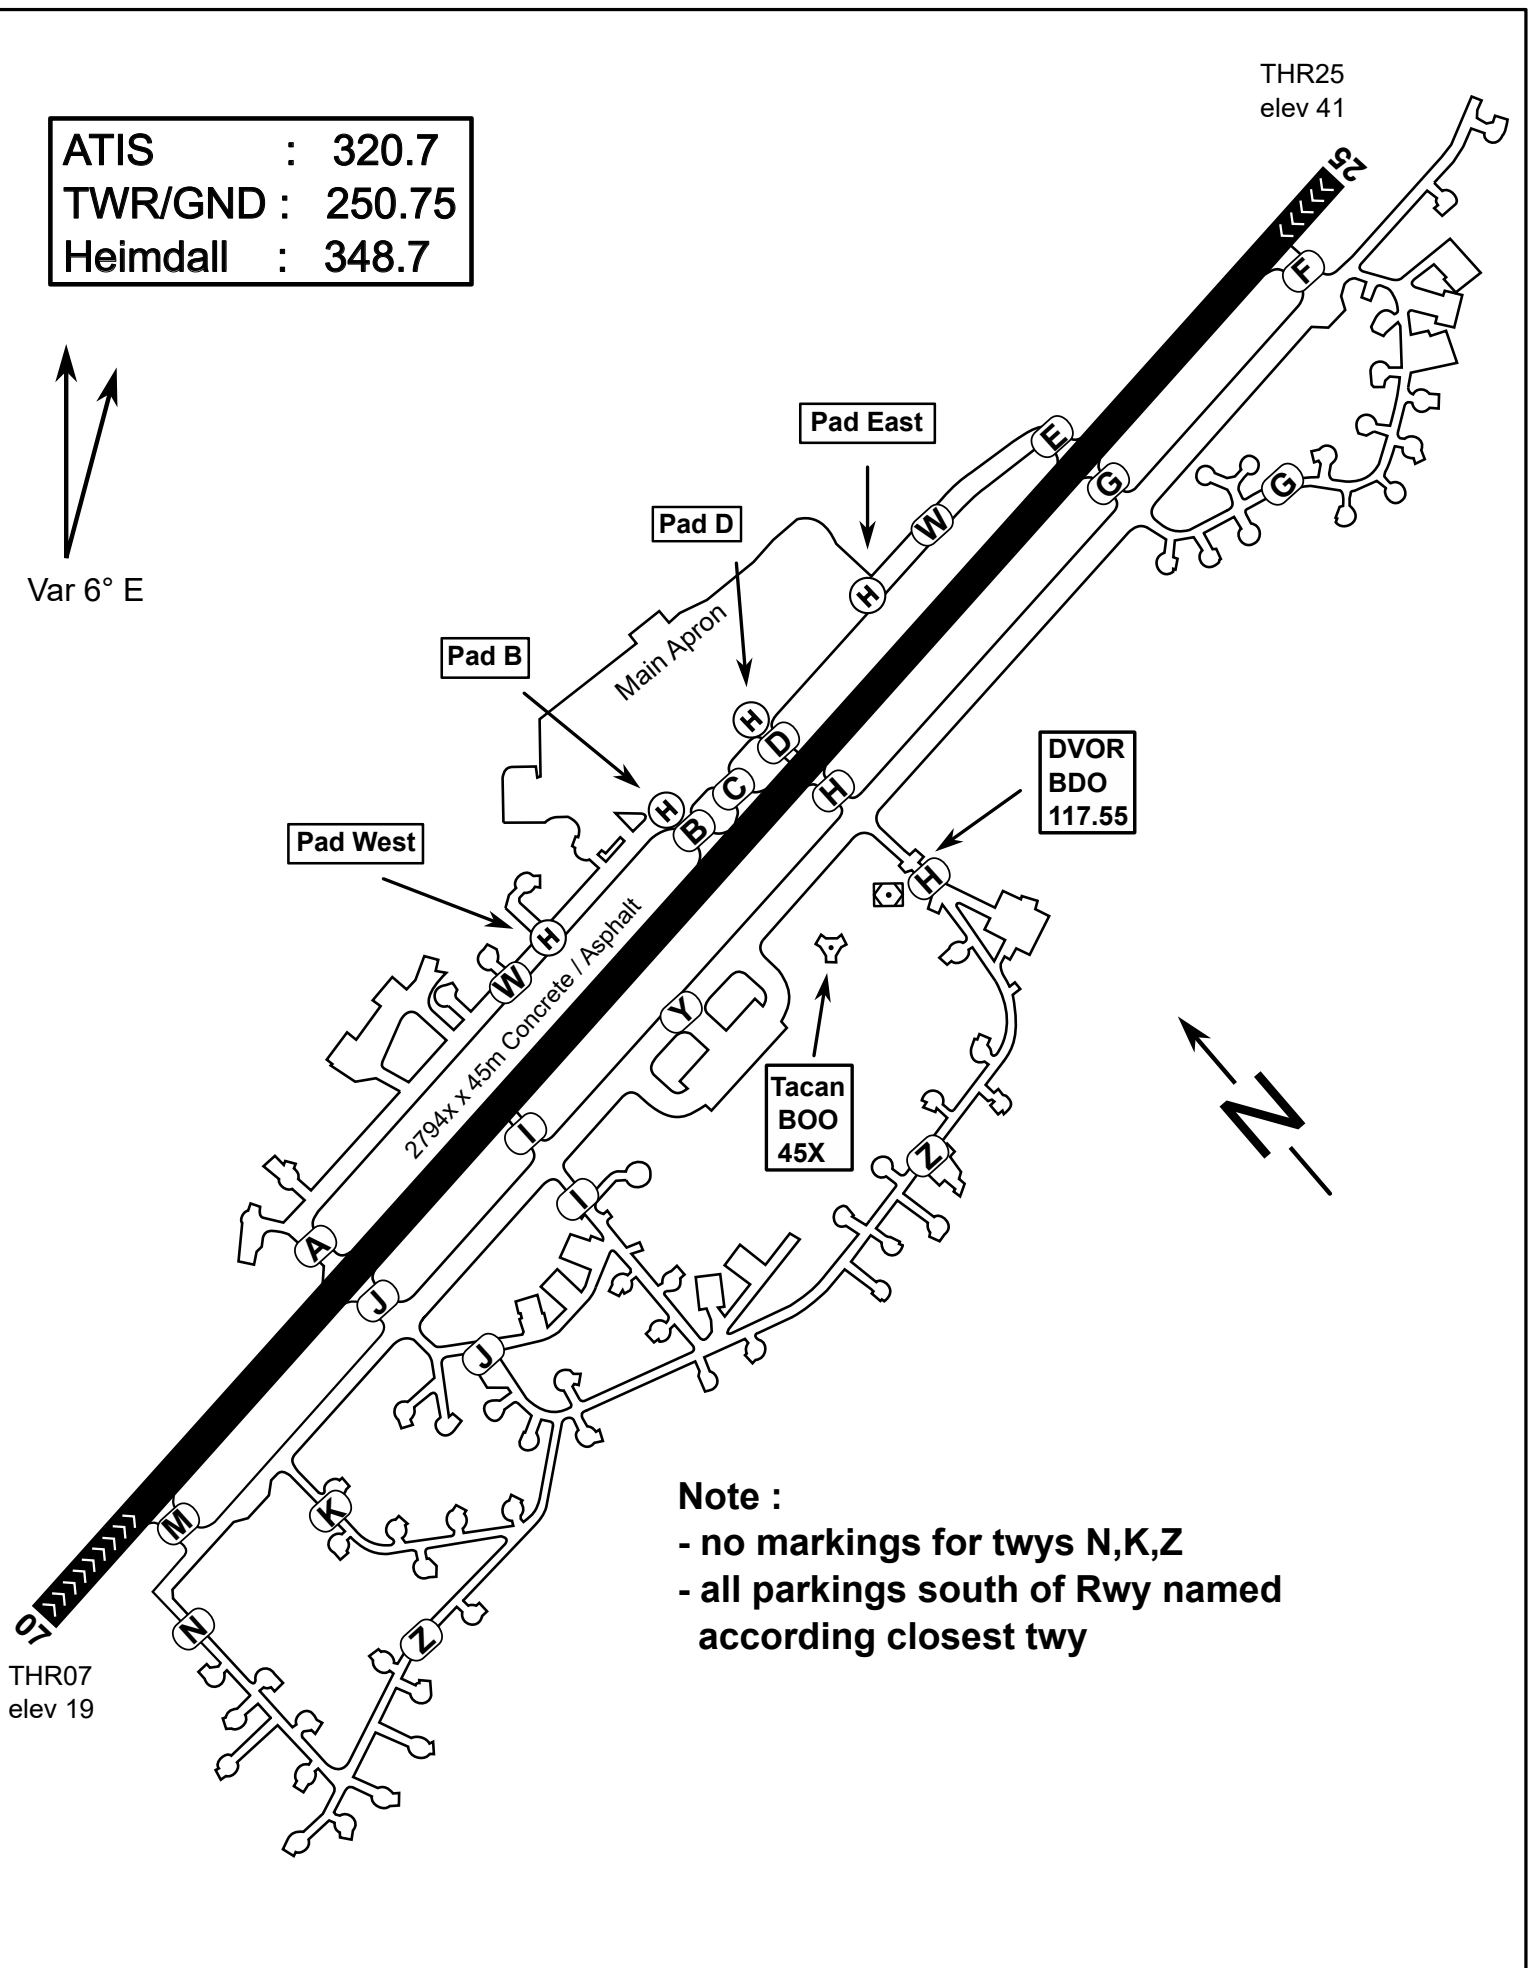 THR25
elev 41
25
ATIS : 320.7
TWR/GND : 250.75
Heimdall : 348.7
F
Var 6° E
Pad East
E
G
G
Pad D
W
H
Main Apron
Pad B
H
D
DVOR
BDO
117.55
C
H
H
B
Pad West
H
H
W
2794x x 45m Concrete / Asphalt
Y
Tacan
BOO
45X
N
I
Z
I
A
J
J
Note :
- no markings for twys N,K,Z
- all parkings south of Rwy named
according closest twy
K
M
N
Z
07
THR07
elev 19